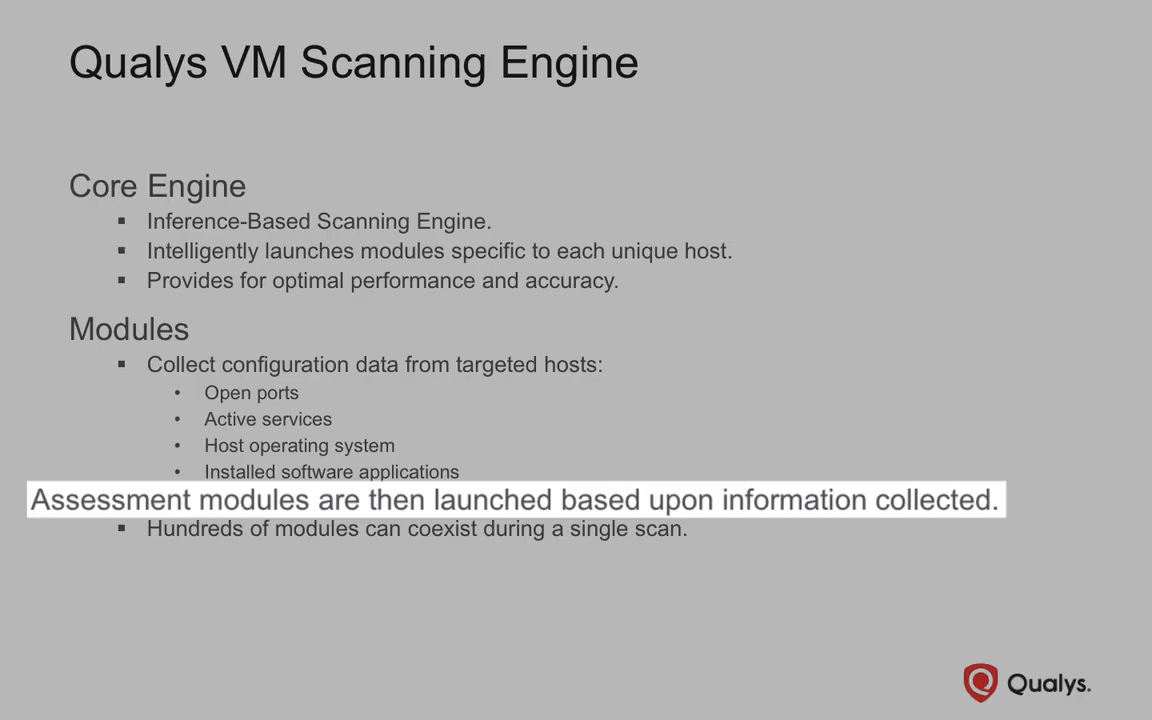 Qualys VM Scanning Engine
Core Engine
▪ Inference-Based Scanning Engine.
▪ Intelligently launches modules specific to each unique host.
▪ Provides for optimal performance and accuracy.
Modules
▪ Collect configuration data from targeted hosts:
• Open ports
• Active services
• Host operating system
• Installed software applications
Assessment modules are then launched based upon information collected.
▪ Hundreds of modules can coexist during a single scan.
Qualys.